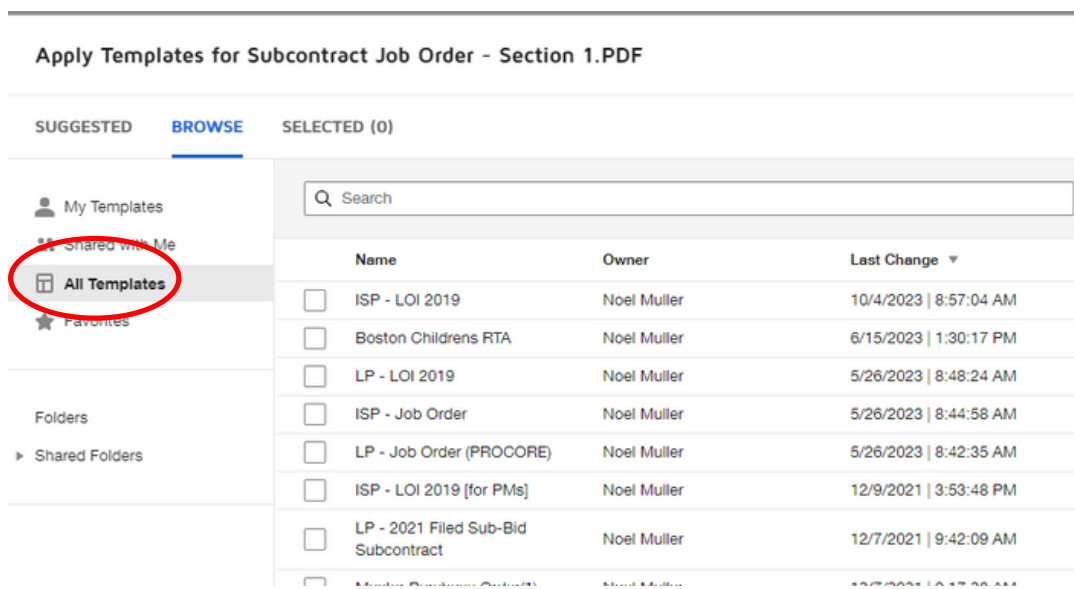 Apply Templates for Subcontract Job Order - Section 1.PDF
SUGGESTED BROWSE SELECTED (0)
My Templates
Shared with Me
All Templates
Favorites
Folders
Shared Folders
Search
Name Owner Last Change
ISP - LOI 2019 Noel Muller 10/4/2023 | 8:57:04 AM
Boston Childrens RTA Noel Muller 6/15/2023 | 1:30:17 PM
LP - LOI 2019 Noel Muller 5/26/2023 | 8:48:24 AM
ISP - Job Order Noel Muller 5/26/2023 | 8:44:58 AM
LP - Job Order (PROCORE) Noel Muller 5/26/2023 | 8:42:35 AM
ISP - LOI 2019 [for PMs] Noel Muller 12/9/2021 | 3:53:48 PM
LP - 2021 Filed Sub-Bid
Subcontract Noel Muller 12/7/2021 | 9:42:09 AM